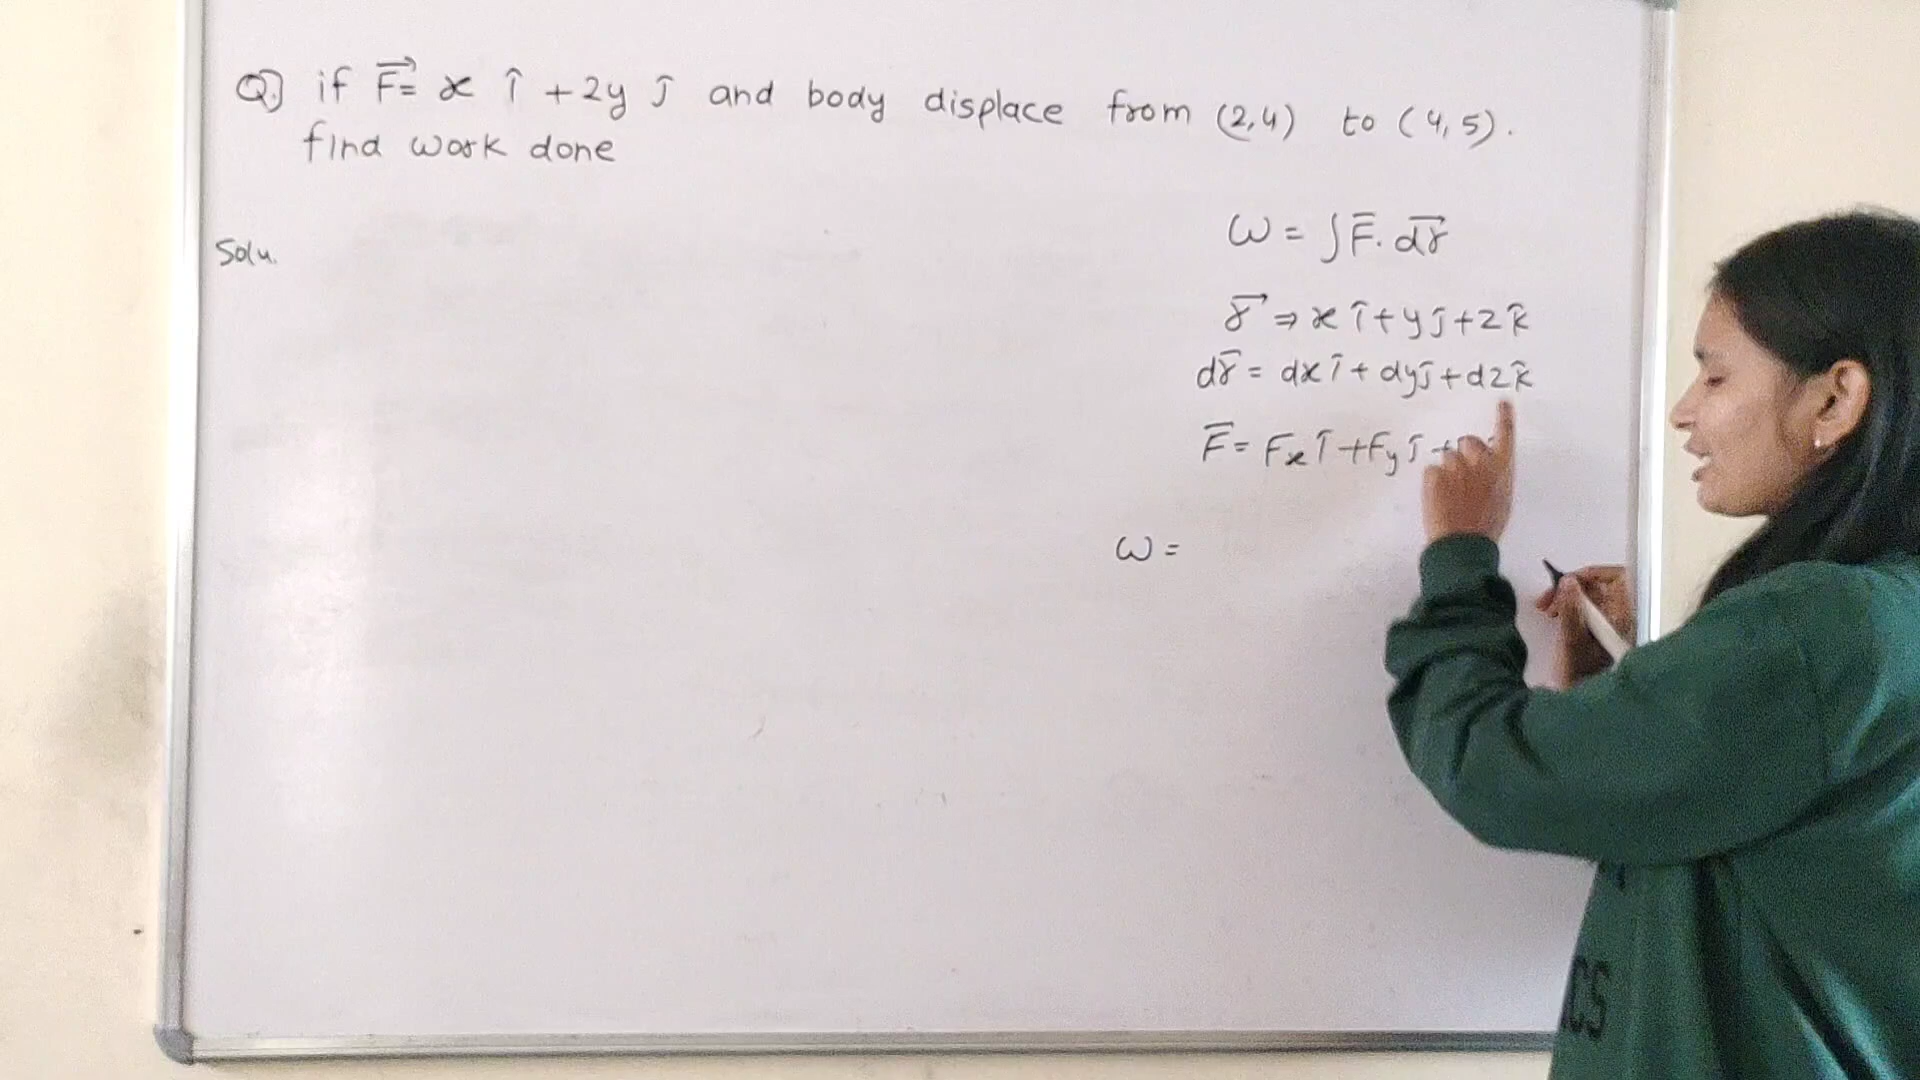 Q.) if F⃗= x î + 2y ĵ and body displace from (2,4) to (4,5).
find work done
Solu.
W = ∫F̄. dr⃗
r⃗ ⇒ x î + y ĵ + z k̂
dr̄ = dx î + dy ĵ + dz k̂
F̄ = Fx î + Fy ĵ +
W =
CS